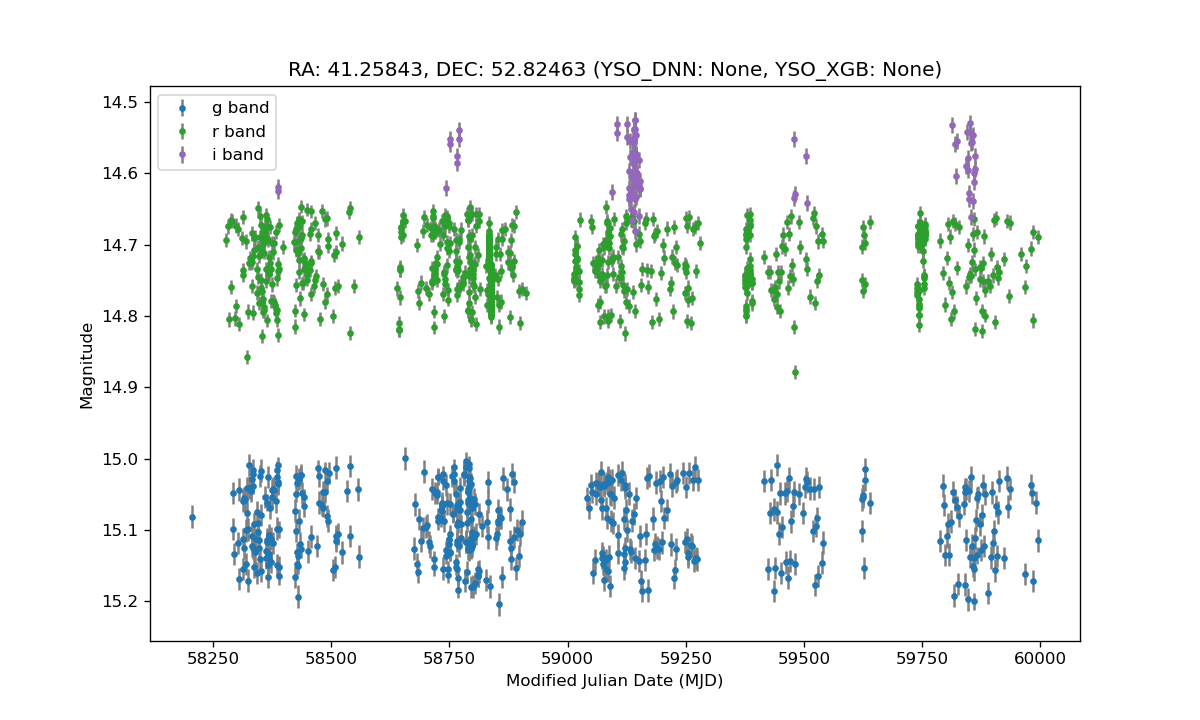 RA: 41.25843, DEC: 52.82463 (YSO_DNN: None, YSO_XGB: None)
g band
r band
i band
14.5
14.6
14.7
14.8
14.9
15.0
15.1
15.2
Magnitude
58250 58500 58750 59000 59250 59500 59750 60000
Modified Julian Date (MJD)